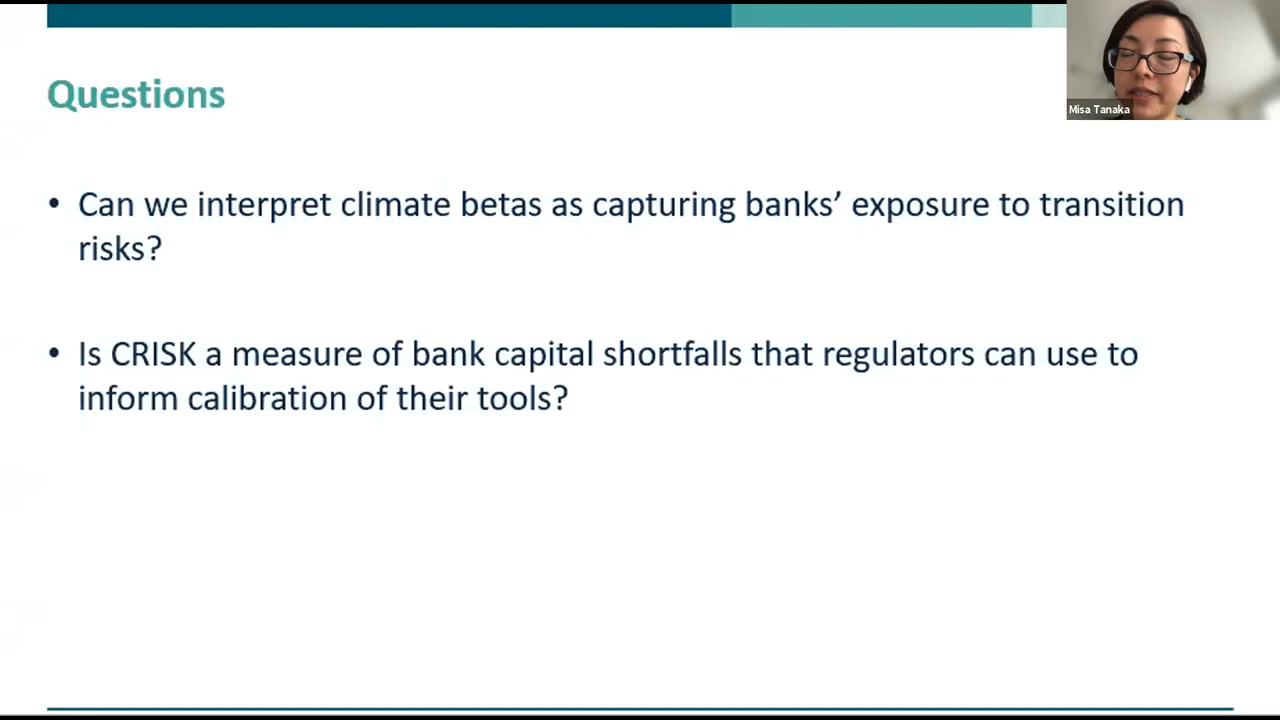 Questions
• Can we interpret climate betas as capturing banks’ exposure to transition
risks?
• Is CRISK a measure of bank capital shortfalls that regulators can use to
inform calibration of their tools?
Misa Tanaka